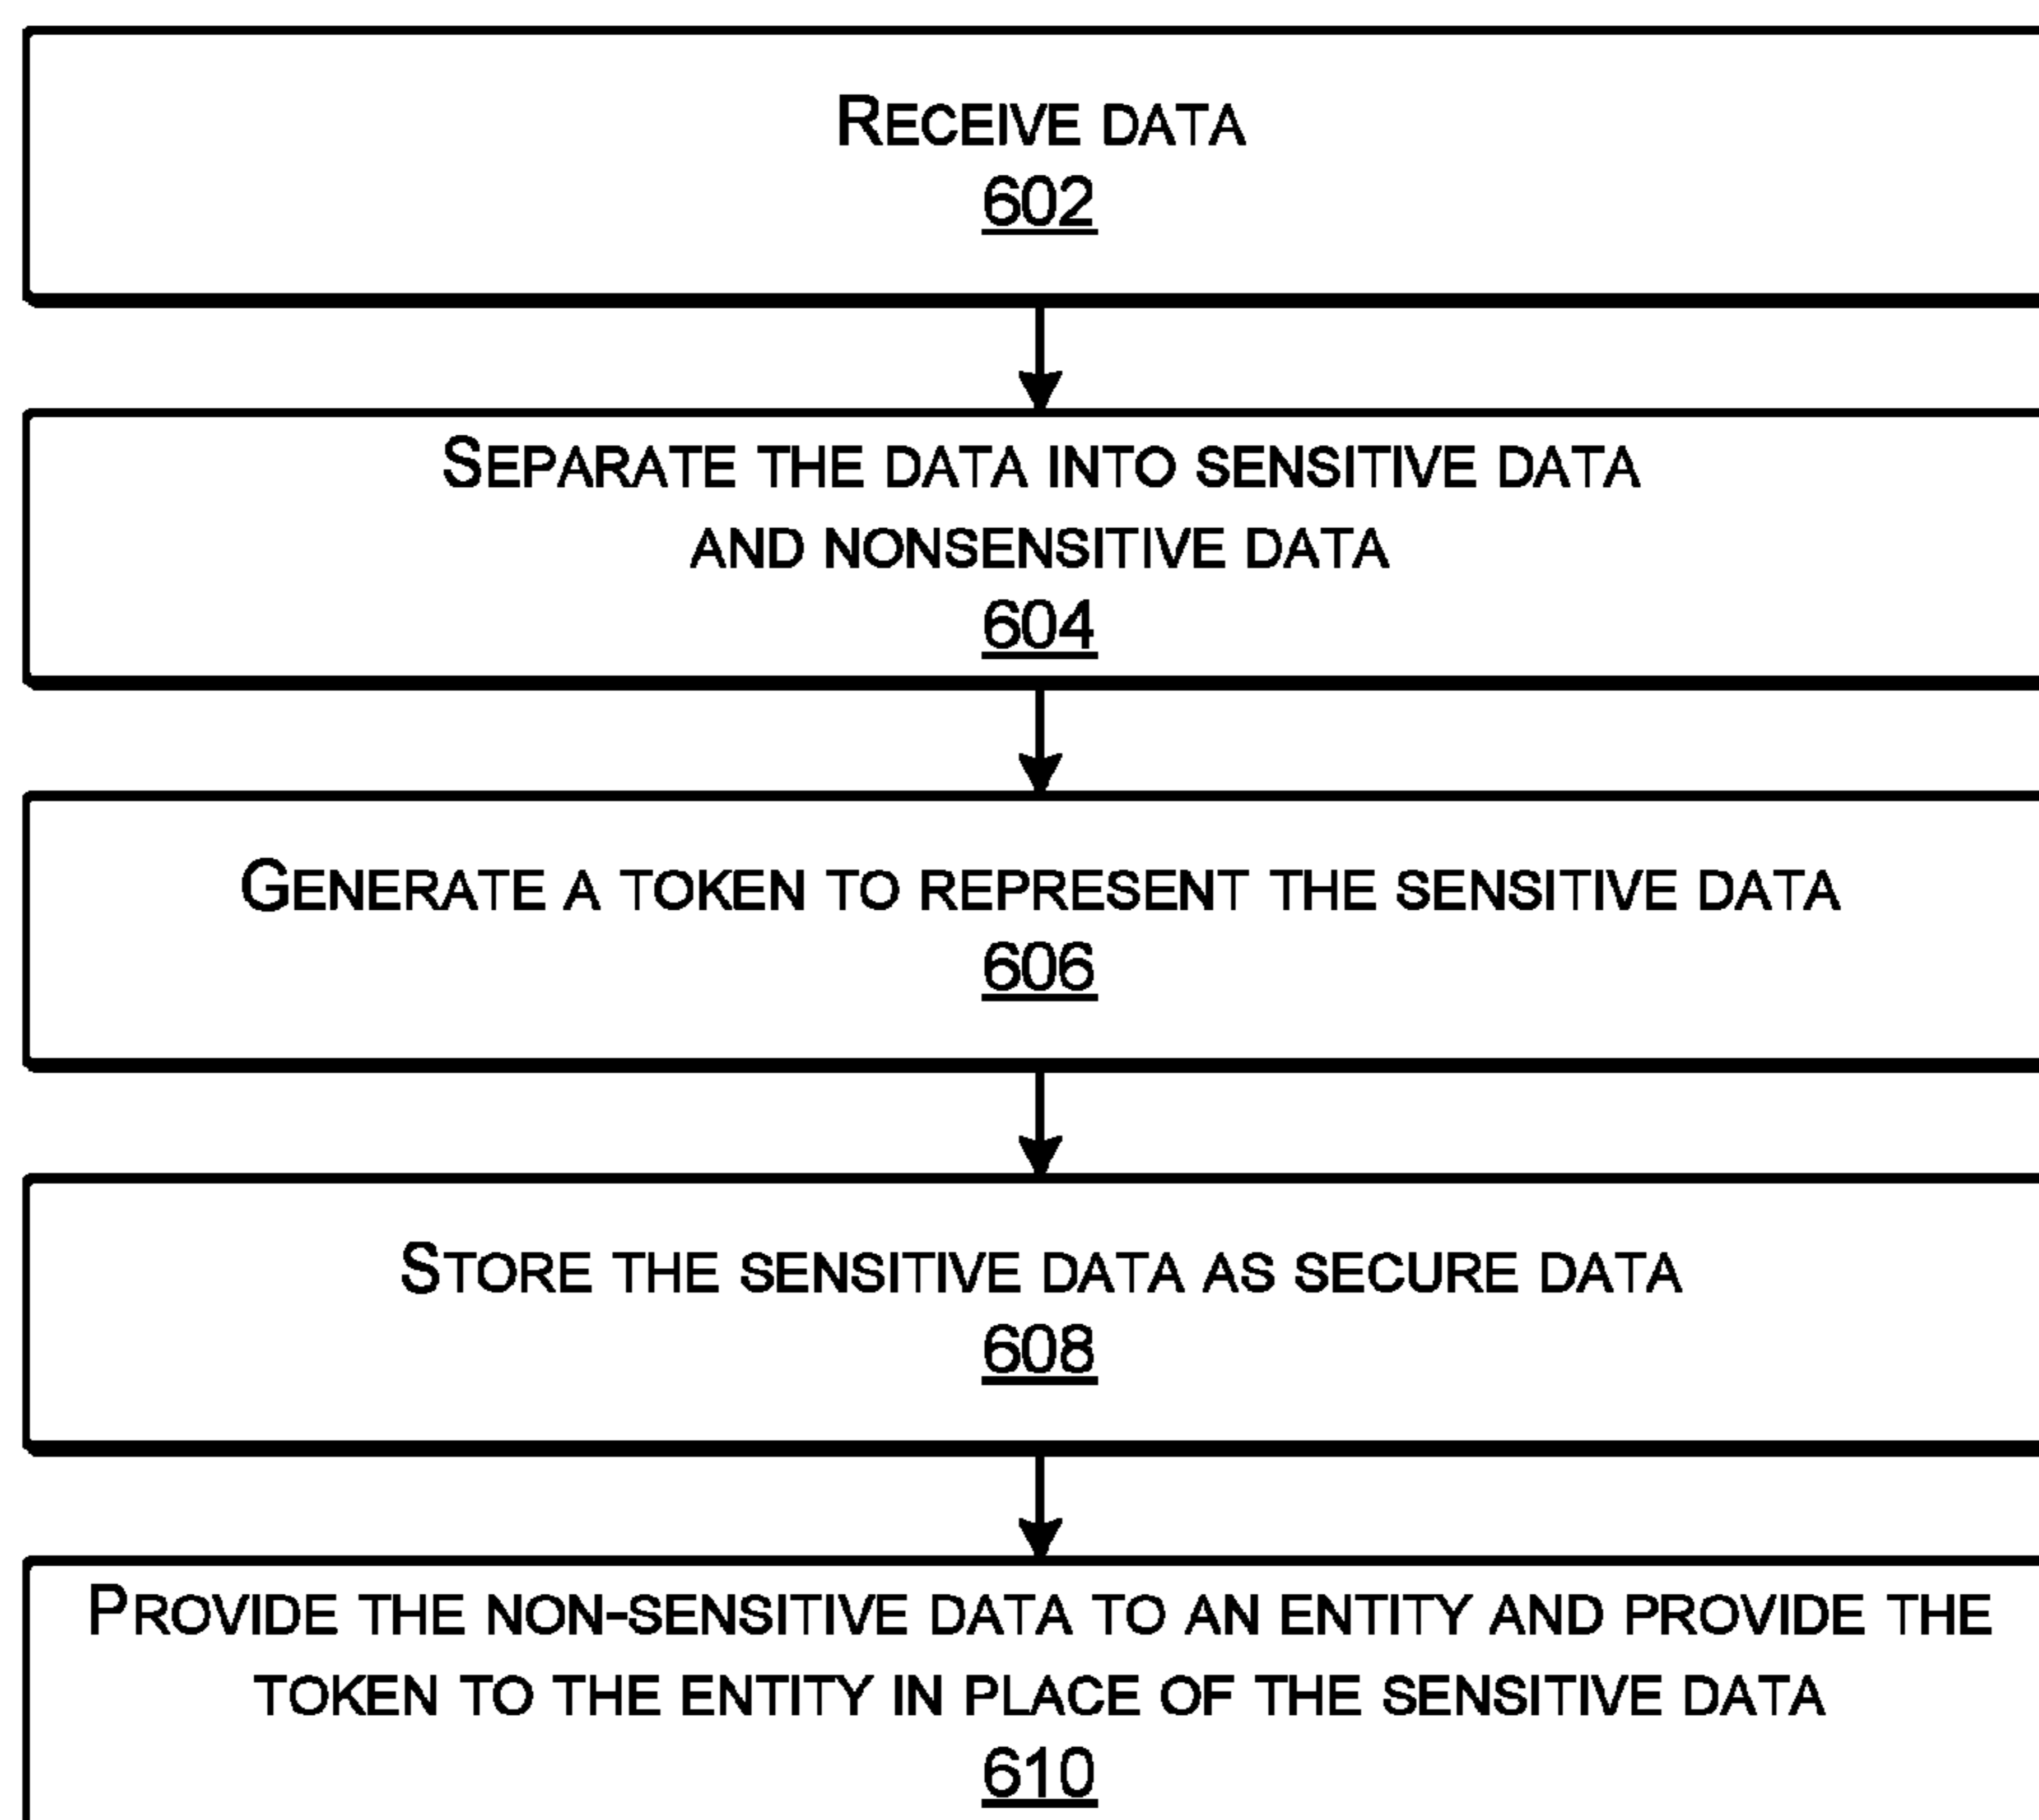 RECEIVE DATA
602
SEPARATE THE DATA INTO SENSITIVE DATA
AND NONSENSITIVE DATA
604
GENERATE A TOKEN TO REPRESENT THE SENSITIVE DATA
606
STORE THE SENSITIVE DATA AS SECURE DATA
608
PROVIDE THE NON-SENSITIVE DATA TO AN ENTITY AND PROVIDE THE
TOKEN TO THE ENTITY IN PLACE OF THE SENSITIVE DATA
610